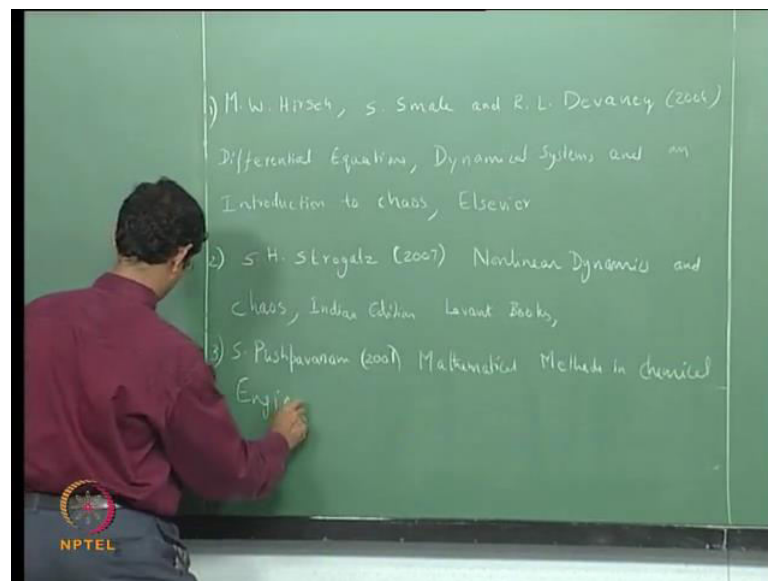 1) M. W. Hirsch, S. Smale and R. L. Devaney (2004)
Differential Equations, Dynamical Systems and an
Introduction to chaos, Elsevier
2) S. H. Strogatz (2007) Nonlinear Dynamics and
chaos, Indian Edition Levant Books,
3) S. Pushpavanam (2001) Mathematical Methods in Chemical
Engi
NPTEL